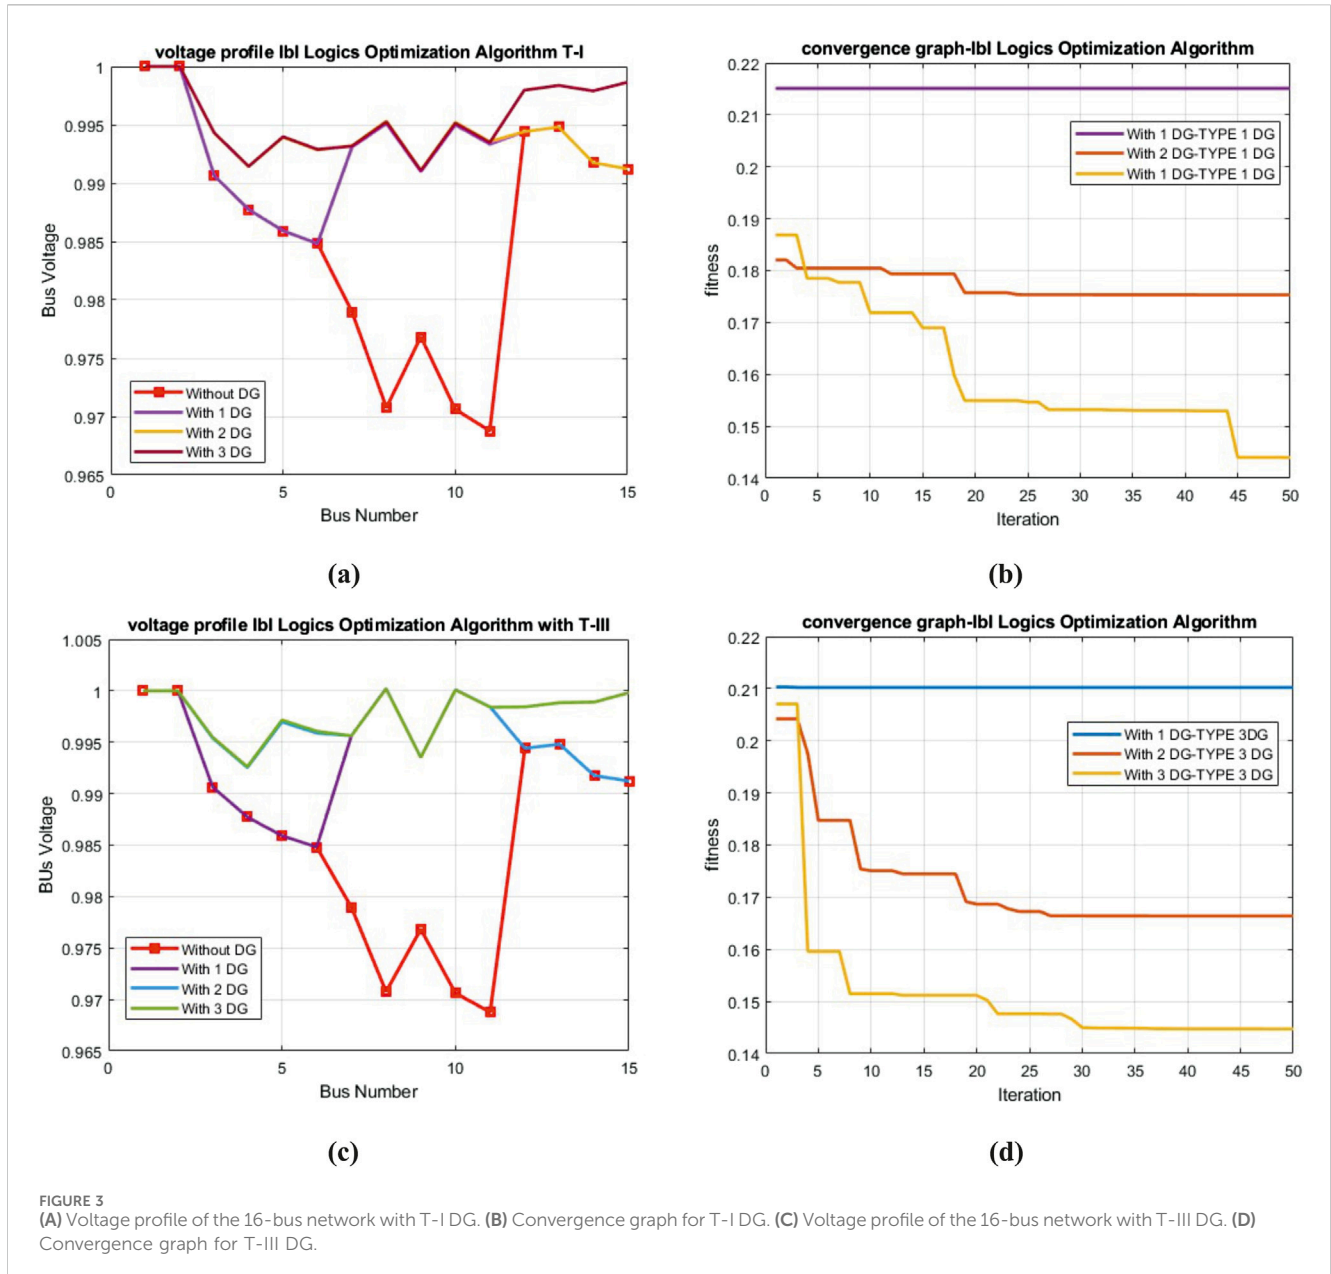 voltage profile Ibl Logics Optimization Algorithm T-I
1
0.995
0.99
0.985
0.98
0.975
0.97
0.965
Bus Voltage
Without DG
With 1 DG
With 2 DG
With 3 DG
0 5 10 15
Bus Number
(a)
convergence graph-Ibl Logics Optimization Algorithm
0.22
0.21
0.2
0.19
0.18
0.17
0.16
0.15
0.14
fitness
With 1 DG-TYPE 1 DG
With 2 DG-TYPE 1 DG
With 1 DG-TYPE 1 DG
0 5 10 15 20 25 30 35 40 45 50
Iteration
(b)
voltage profile Ibl Logics Optimization Algorithm with T-III
1.005
1
0.995
0.99
0.985
0.98
0.975
0.97
0.965
BUs Voltage
Without DG
With 1 DG
With 2 DG
With 3 DG
0 5 10 15
Bus Number
(c)
convergence graph-Ibl Logics Optimization Algorithm
0.22
0.21
0.2
0.19
0.18
0.17
0.16
0.15
0.14
fitness
With 1 DG-TYPE 3DG
With 2 DG-TYPE 3 DG
With 3 DG-TYPE 3 DG
0 5 10 15 20 25 30 35 40 45 50
Iteration
(d)
FIGURE 3
(A) Voltage profile of the 16-bus network with T-I DG. (B) Convergence graph for T-I DG. (C) Voltage profile of the 16-bus network with T-III DG. (D)
Convergence graph for T-III DG.